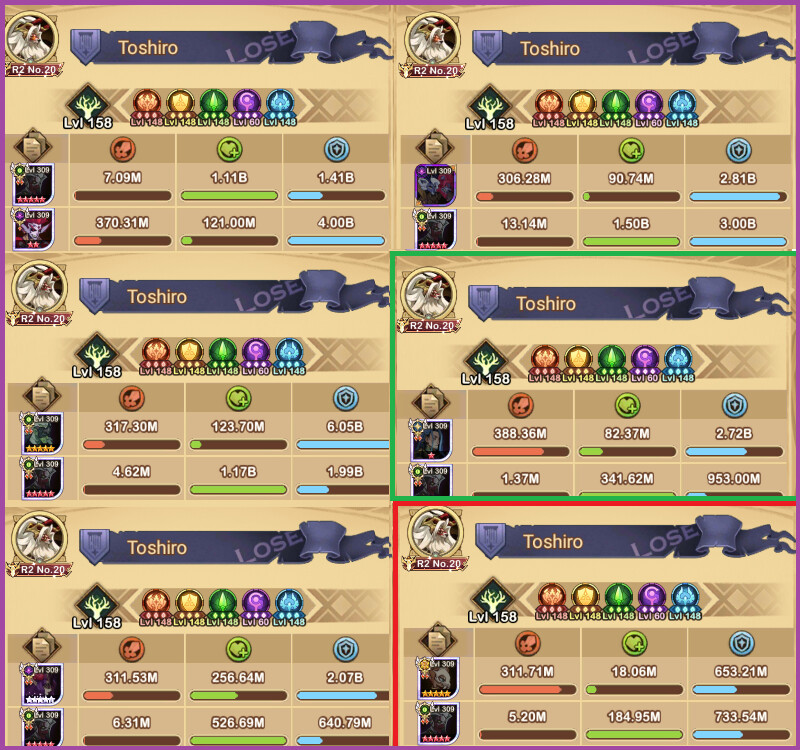 Toshiro
LOSE
R2 No.20
Lvl 158
Lvl 148 Lvl 148 Lvl 148 Lvl 60 Lvl 148
Lvl 309
7.09M 1.11B 1.41B
Lvl 309
370.31M 121.00M 4.00B
Toshiro
LOSE
R2 No.20
Lvl 158
Lvl 148 Lvl 148 Lvl 148 Lvl 60 Lvl 148
Lvl 309
306.28M 90.74M 2.81B
Lvl 309
13.14M 1.50B 3.00B
Toshiro
LOSE
R2 No.20
Lvl 158
Lvl 148 Lvl 148 Lvl 148 Lvl 60 Lvl 148
Lvl 309
317.30M 123.70M 6.05B
Lvl 309
4.62M 1.17B 1.99B
Toshiro
LOSE
R2 No.20
Lvl 158
Lvl 148 Lvl 148 Lvl 148 Lvl 60 Lvl 148
Lvl 309
388.36M 82.37M 2.72B
Lvl 309
1.37M 341.62M 953.00M
Toshiro
LOSE
R2 No.20
Lvl 158
Lvl 148 Lvl 148 Lvl 148 Lvl 60 Lvl 148
Lvl 309
311.53M 256.64M 2.07B
Lvl 309
6.31M 526.69M 640.79M
Toshiro
LOSE
R2 No.20
Lvl 158
Lvl 148 Lvl 148 Lvl 148 Lvl 60 Lvl 148
Lvl 309
311.71M 18.06M 653.21M
Lvl 309
5.20M 184.95M 733.54M